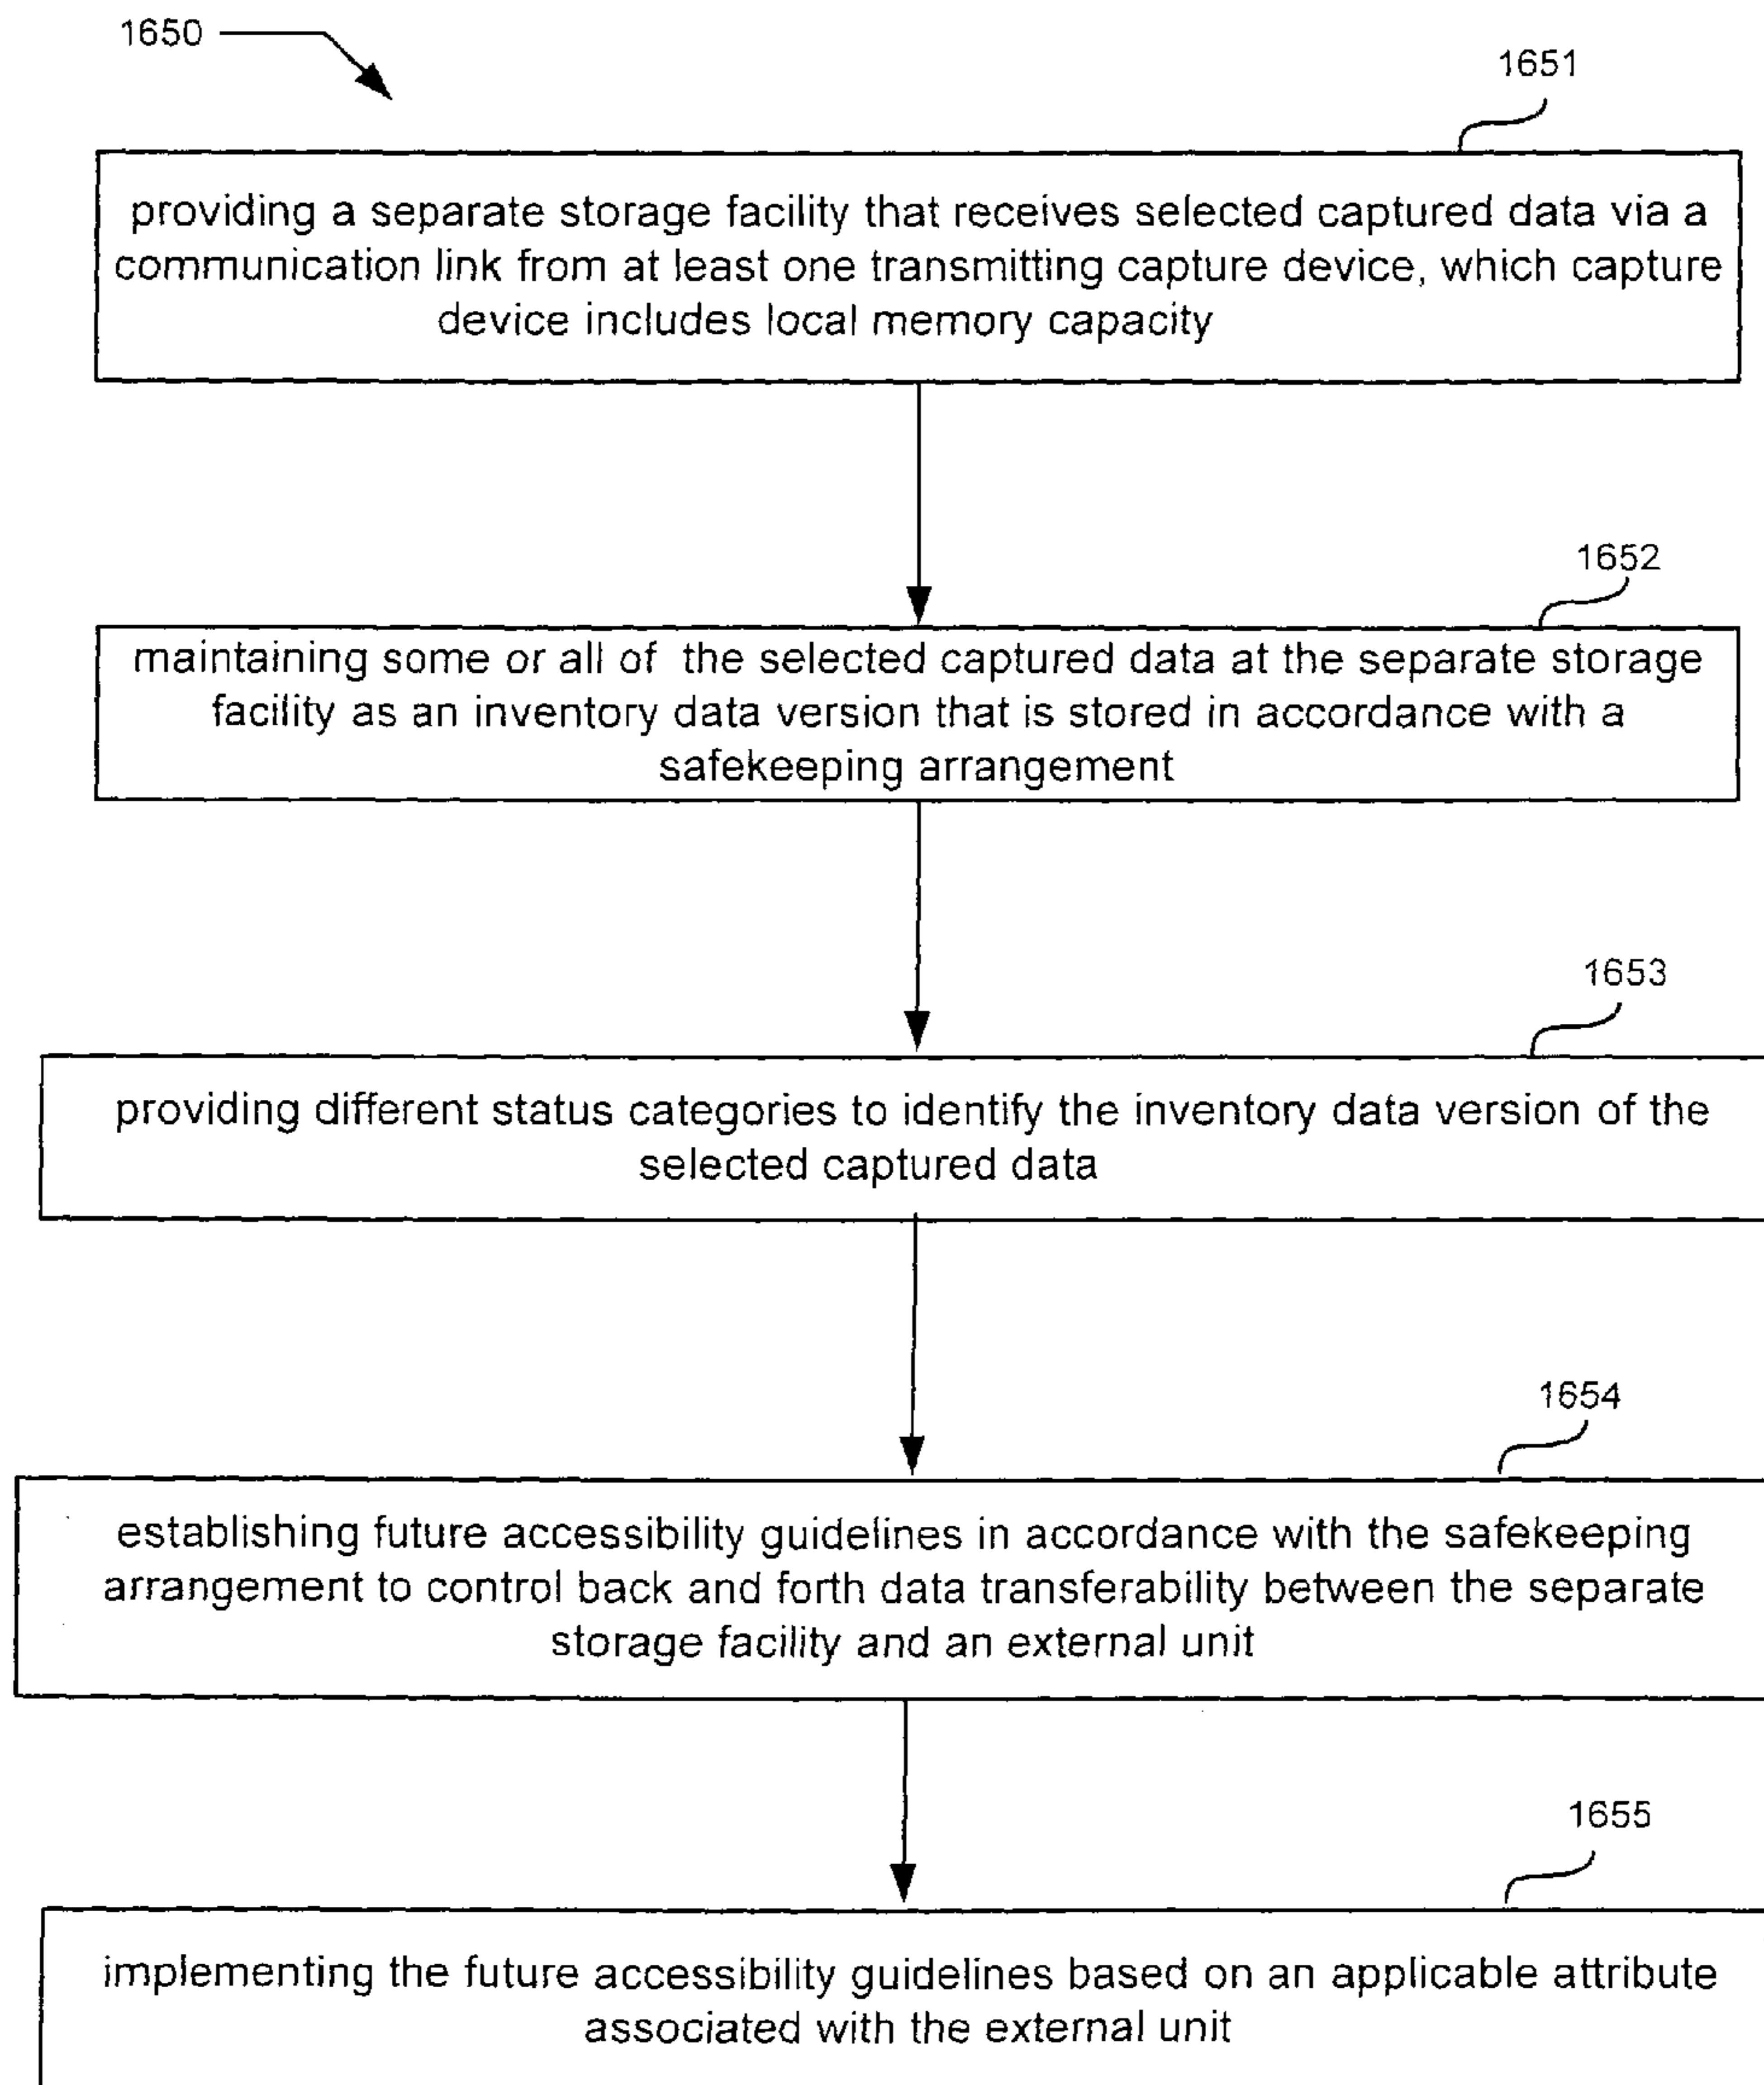 1650
1651
providing a separate storage facility that receives selected captured data via a
communication link from at least one transmitting capture device, which capture
device includes local memory capacity
1652
maintaining some or all of the selected captured data at the separate storage
facility as an inventory data version that is stored in accordance with a
safekeeping arrangement
1653
providing different status categories to identify the inventory data version of the
selected captured data
1654
establishing future accessibility guidelines in accordance with the safekeeping
arrangement to control back and forth data transferability between the separate
storage facility and an external unit
1655
implementing the future accessibility guidelines based on an applicable attribute
associated with the external unit